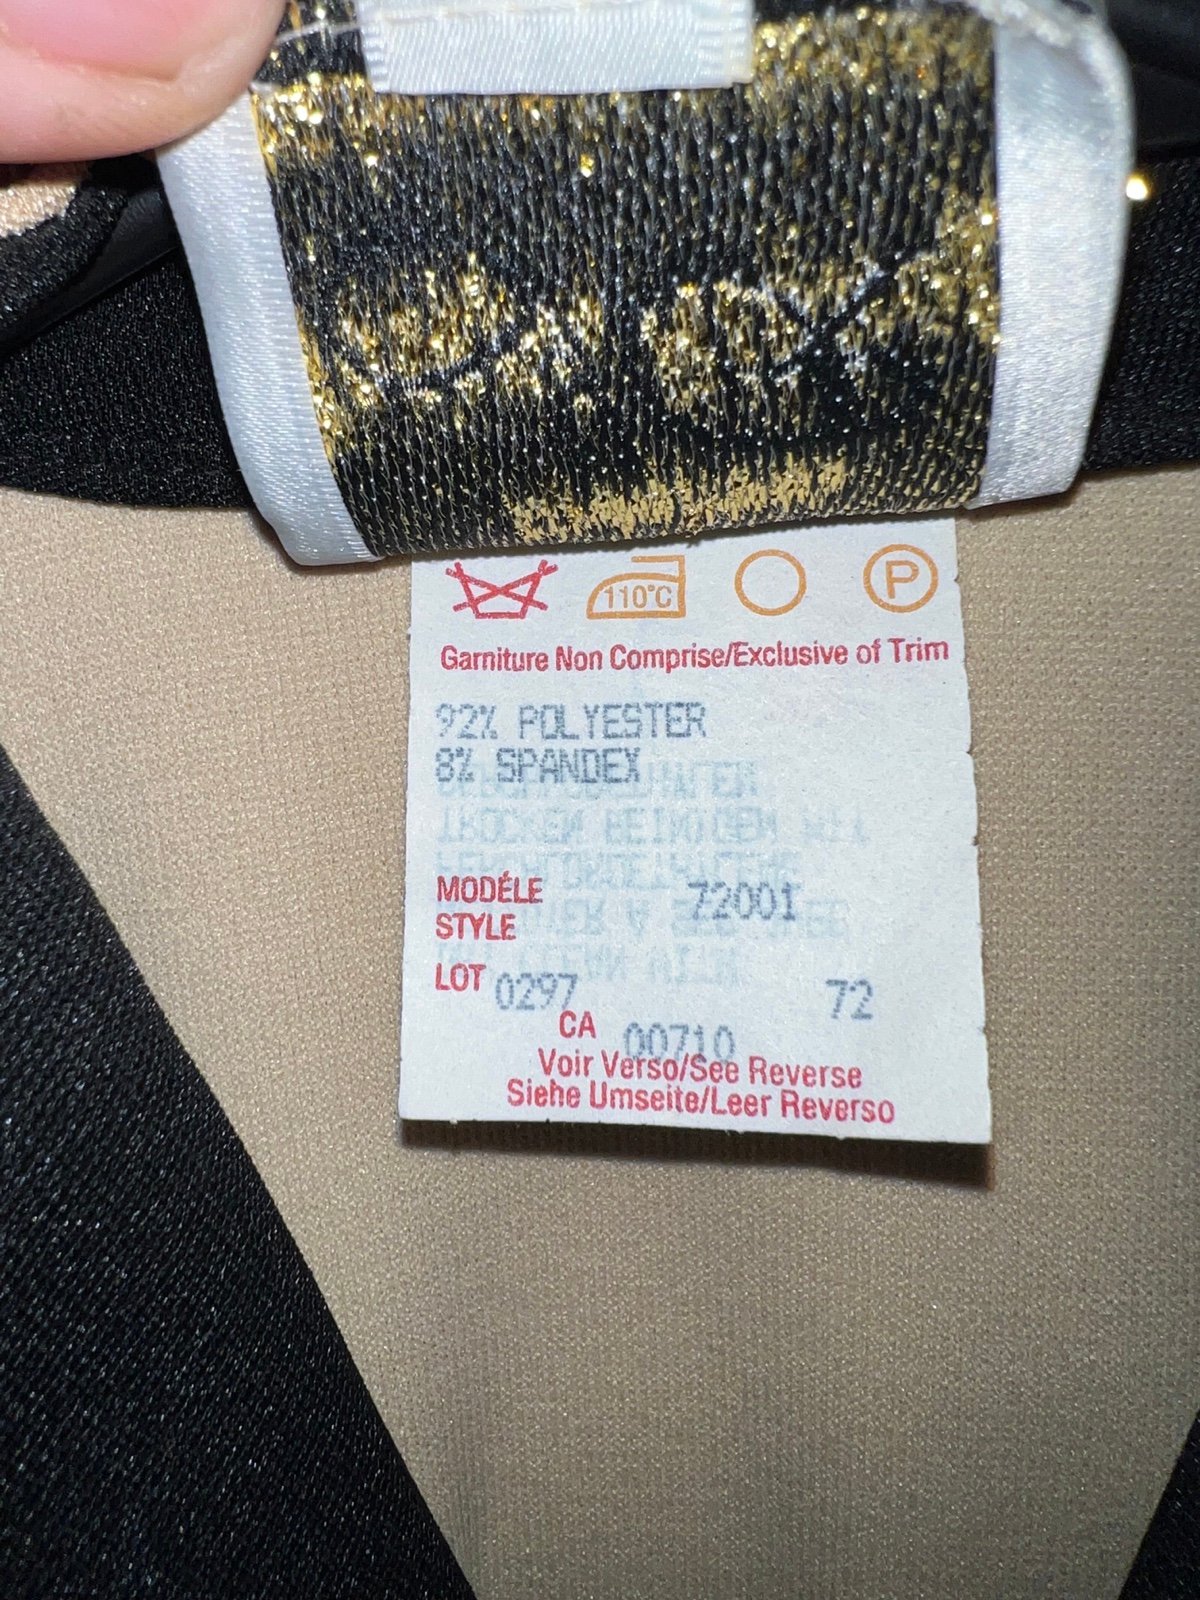 110°C
P
Garniture Non Comprise/Exclusive of Trim
92% POLYESTER
8% SPANDEX
MODÉLE 72001
STYLE
LOT 0297 72
CA 00710
Voir Verso/See Reverse
Siehe Umseite/Leer Reverso